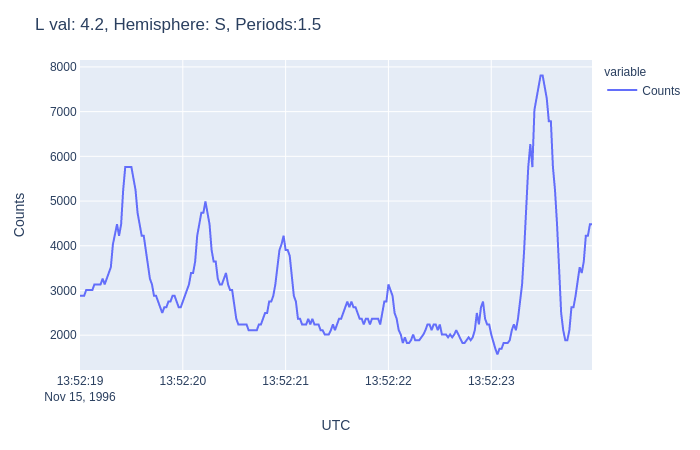 L val: 4.2, Hemisphere: S, Periods:1.5
variable
Counts
8000
7000
6000
5000
4000
3000
2000
Counts
13:52:19
Nov 15, 1996
13:52:20
13:52:21
13:52:22
13:52:23
UTC